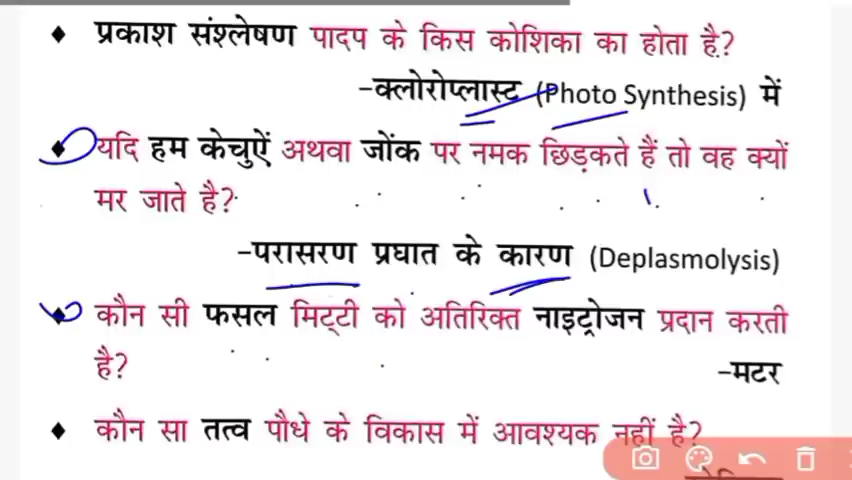 ♦ प्रकाश संश्लेषण पादप के किस कोशिका का होता है?
-क्लोरोप्लास्ट (Photo Synthesis) में
♦ यदि हम केचुऐं अथवा जोंक पर नमक छिड़कते हैं तो वह क्यों
मर जाते है?
-परासरण प्रघात के कारण (Deplasmolysis)
♦ कौन सी फसल मिट्टी को अतिरिक्त नाइट्रोजन प्रदान करती
है?
-मटर
♦ कौन सा तत्व पौधे के विकास में आवश्यक नहीं है?